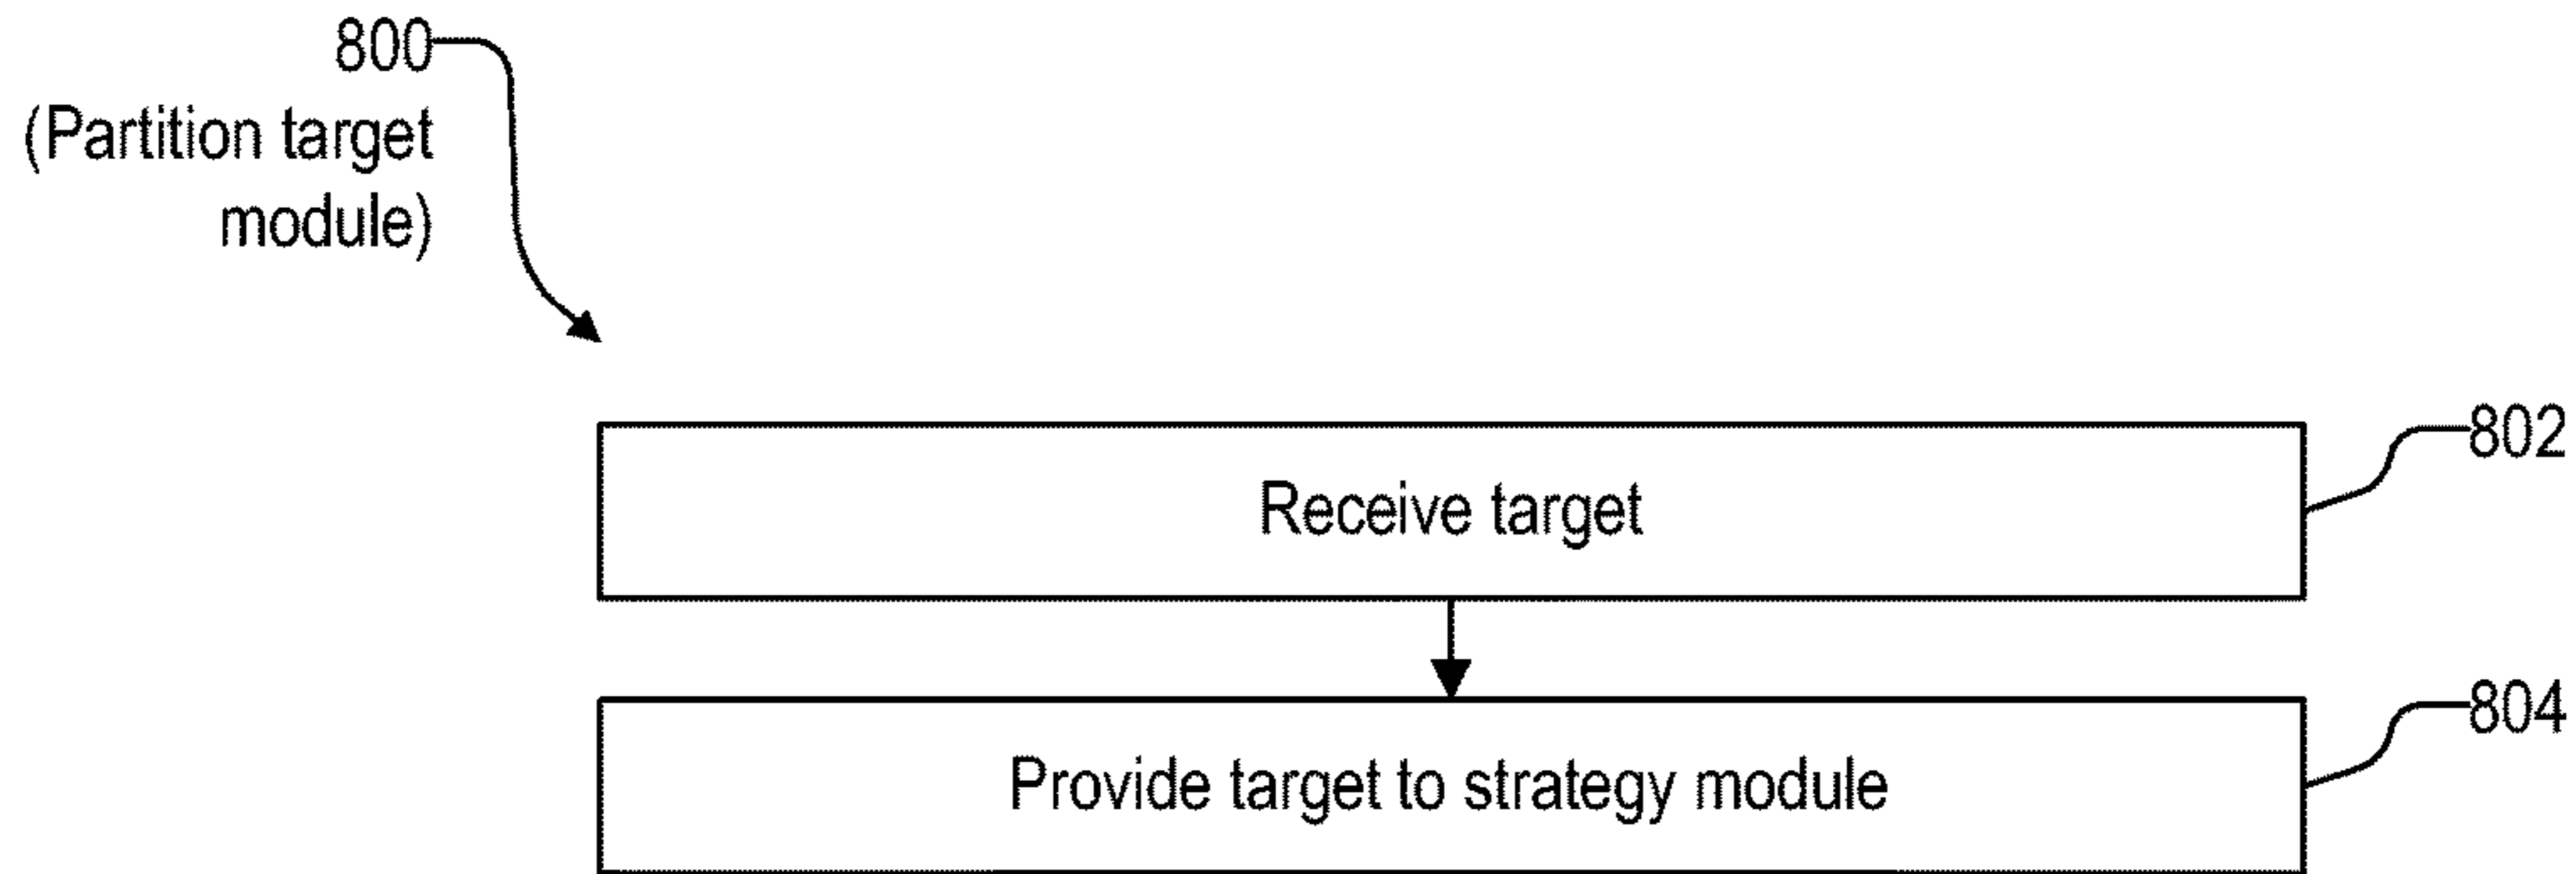 800
(Partition target
module)
802
Receive target
804
Provide target to strategy module